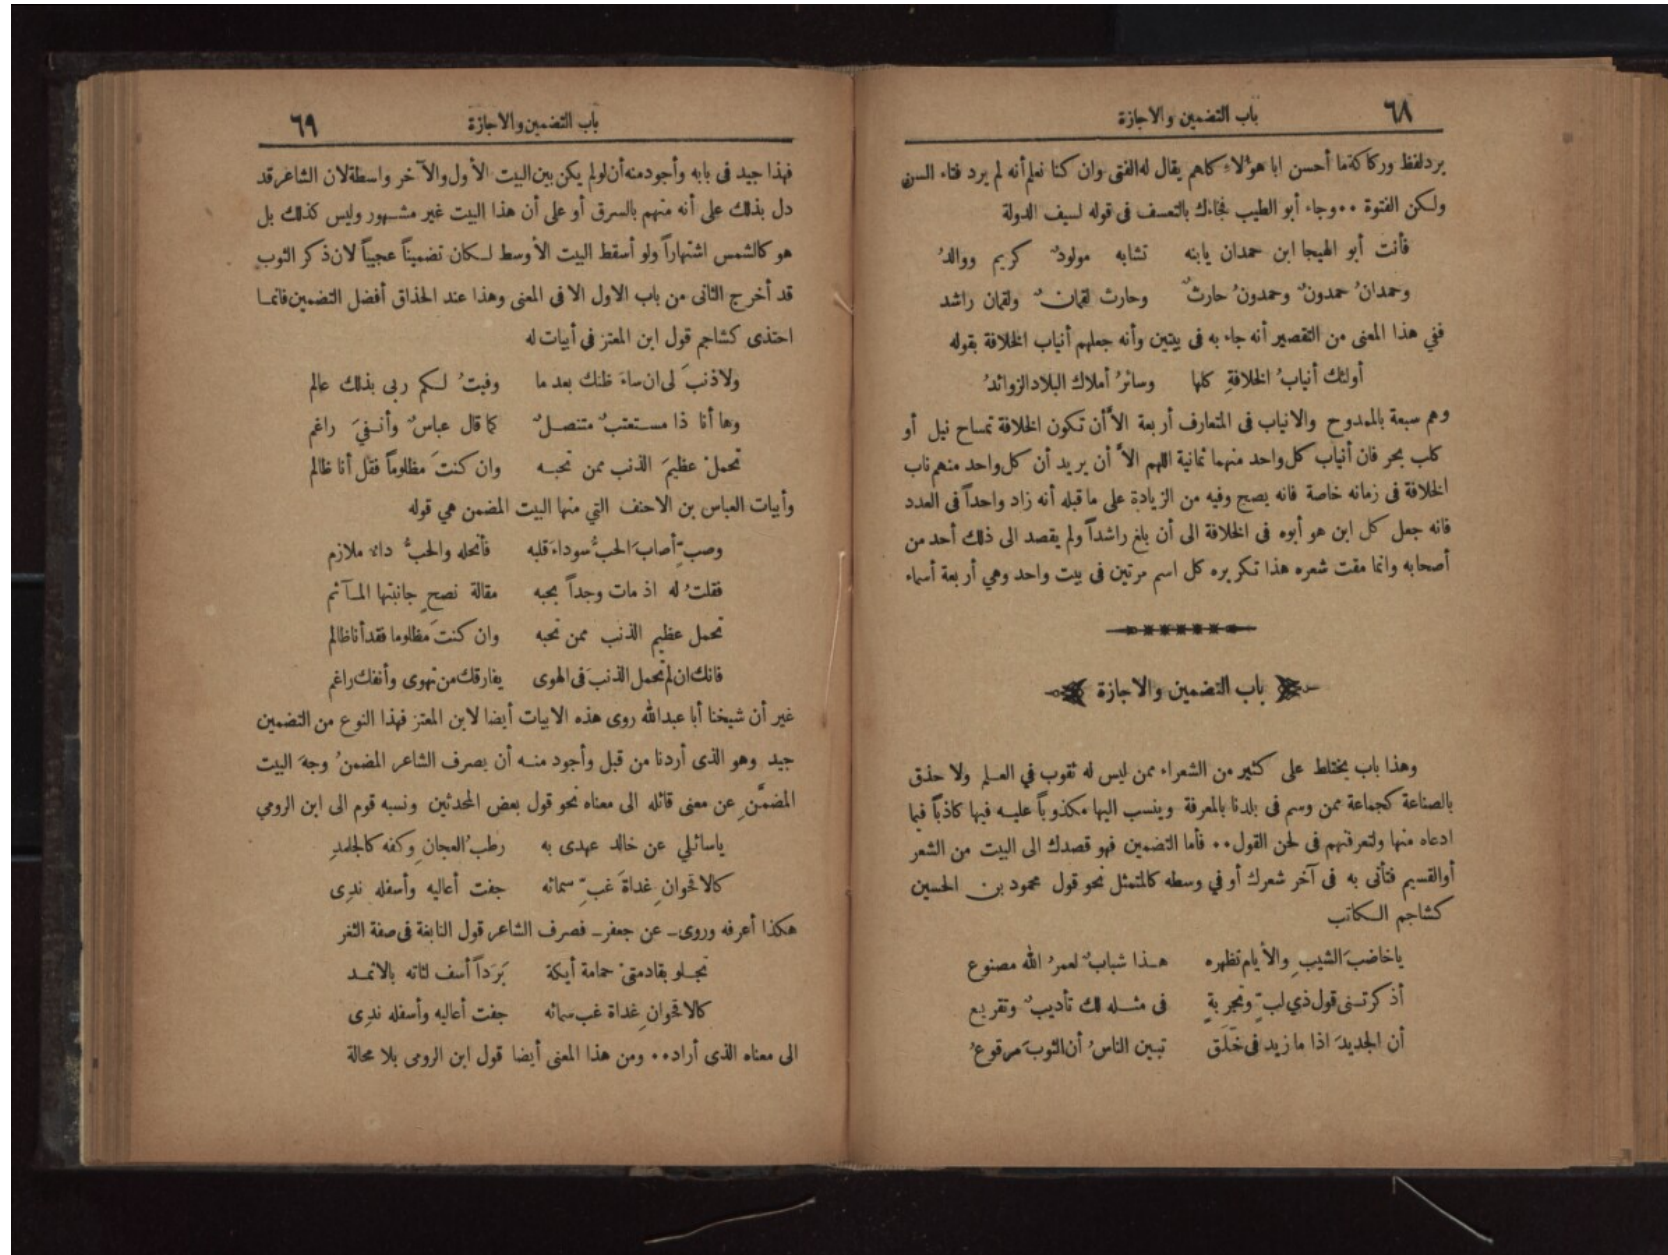 ٦٨
باب التضمين والاجازة
برد لفظ وركاكة ما أحسن ابا هؤلاء كلهم يقال له الفتى وان كنا نعلم أنه لم يرد فتاء السن
ولكن الفتوة ٠٠ وجاء أبو الطيب فجاءك بالتعسف فى قوله لسيف الدولة
فأنت أبو الهيجا ابن حمدان يابنه تشابه مولودٌ كريم ووالدُ
وحمدانُ حمدونٌ وحمدونُ حارثٌ وحارث لقمانٌ ولقمان راشد
ففي هذا المعنى من التقصير أنه جاء به فى بيتين وأنه جعلهم أنياب الخلافة بقوله
أولئك أنيابُ الخلافةِ كلها وسائرُ أملاك البلاد الزوائدُ
وهم سبعة بالممدوح والانياب فى المتعارف أربعة الاَّ أن تكون الخلافة تمساح نيل أو
كلب بحر فان أنياب كل واحد منهما ثمانية اللهم الاَّ أن يريد أن كل واحد منهم ناب
الخلافة فى زمانه خاصة فانه يصح وفيه من الزيادة على ما قبله أنه زاد واحداً فى العدد
فانه جعل كل ابن هو أبوه فى الخلافة الى أن بلغ راشداً ولم يقصد الى ذلك أحد من
أصحابه وانما مقت شعره هذا تكريره كل اسم مرتين فى بيت واحد وهي أربعة أسماء
باب التضمين والاجازة
وهذا باب يختلط على كثير من الشعراء ممن ليس له ثقوب في العلم ولا حذق
بالصناعة كجماعة ممن وسم فى بلدنا بالمعرفة وينسب اليها مكذوباً عليه فيها كاذباً فيما
ادعاه منها ولتعرفنهم فى لحن القول ٠٠ فأما التضمين فهو قصدك الى البيت من الشعر
أو القسيم فتأتى به فى آخر شعرك أو في وسطه كالمتمثل نحو قول محمود بن الحسين
كشاجم الكاتب
ياخاضبَ الشيبِ والأيام تظهره هذا شبابٌ لعمرُ الله مصنوع
أذكرتنى قول ذي لبٍّ وتجربةٍ فى مثله لك تأديبٌ وتقريع
أن الجديدَ اذا ما زيد فى خَلَقٍ تبين الناسُ أن الثوبَ مرقوعُ
باب التضمين والاجازة
٦٩
فهذا جيد فى بابه وأجود منه أن لو لم يكن بين البيت الأول والآخر واسطة لان الشاعر قد
دل بذلك على أنه متهم بالسرق أو على أن هذا البيت غير مشهور وليس كذلك بل
هو كالشمس اشتهاراً ولو أسقط البيت الأوسط لكان تضميناً عجيباً لان ذكر الثوب
قد أخرج الثانى من باب الاول الا فى المعنى وهذا عند الحذاق أفضل التضمين فانما
احتذى كشاجم قول ابن المعتز فى أبيات له
ولا ذنبَ لى ان ساءَ ظنك بعد ما وفيتُ لكم ربى بذلك عالم
وها أنا ذا مستعتبٌ متنصلٌ كما قال عباسٌ وأنفيَ راغم
تحملْ عظيمَ الذنب ممن تحبه وان كنتَ مظلوماً فقل أنا ظالم
وأبيات العباس بن الاحنف التي منها البيت المضمن هي قوله
وصبٍّ أصابَ الحبُّ سوداءَ قلبه فأنحله والحبُّ داء ملازم
فقلتُ له اذ مات وجداً بحبه مقالة نصحٍ جانبتها المآثم
تحمل عظيم الذنب ممن تحبه وان كنتَ مظلوما فقد أنا ظالم
فانك ان لم تحمل الذنبَ فى الهوى يفارقك من تهوى وأنفك راغم
غير أن شيخنا أبا عبدالله روى هذه الابيات أيضا لابن المعتز فهذا النوع من التضمين
جيد وهو الذى أردنا من قبل وأجود منه أن يصرف الشاعر المضمنُ وجهَ البيت
المضمَّنِ عن معنى قائله الى معناه نحو قول بعض المحدثين ونسبه قوم الى ابن الرومي
ياسائلي عن خالد عهدى به رطبُ العجانِ وكفه كالجلمدِ
كالاقحوانِ غداةَ غبِّ سمائه جفت أعاليه وأسفله ندِى
هكذا أعرفه وروى ـ عن جعفر ـ فصرف الشاعر قول النابغة فى صفة الثغر
تجلو بقادمتيْ حمامة أيكة بَرَداً أسف لثاته بالاثمد
كالاقحوانِ غداة غب سمائه جفت أعاليه وأسفله ندِى
الى معناه الذى أراد ٠٠ ومن هذا المعنى أيضا قول ابن الرومى بلا محالة